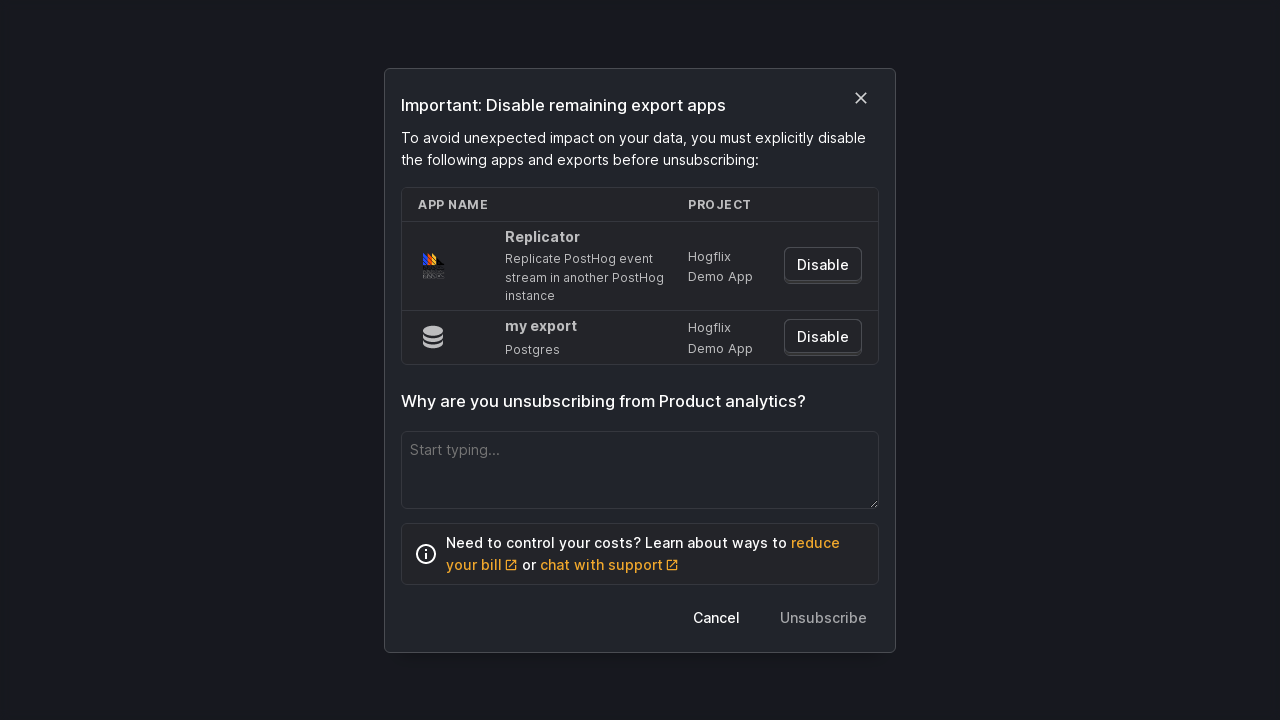 Important: Disable remaining export apps
To avoid unexpected impact on your data, you must explicitly disable
the following apps and exports before unsubscribing:
APP NAME PROJECT
Replicator
Replicate PostHog event
stream in another PostHog
instance
Hogflix
Demo App
Disable
my export
Postgres
Hogflix
Demo App
Disable
Why are you unsubscribing from Product analytics?
Start typing...
Need to control your costs? Learn about ways to reduce
your bill or chat with support
Cancel Unsubscribe